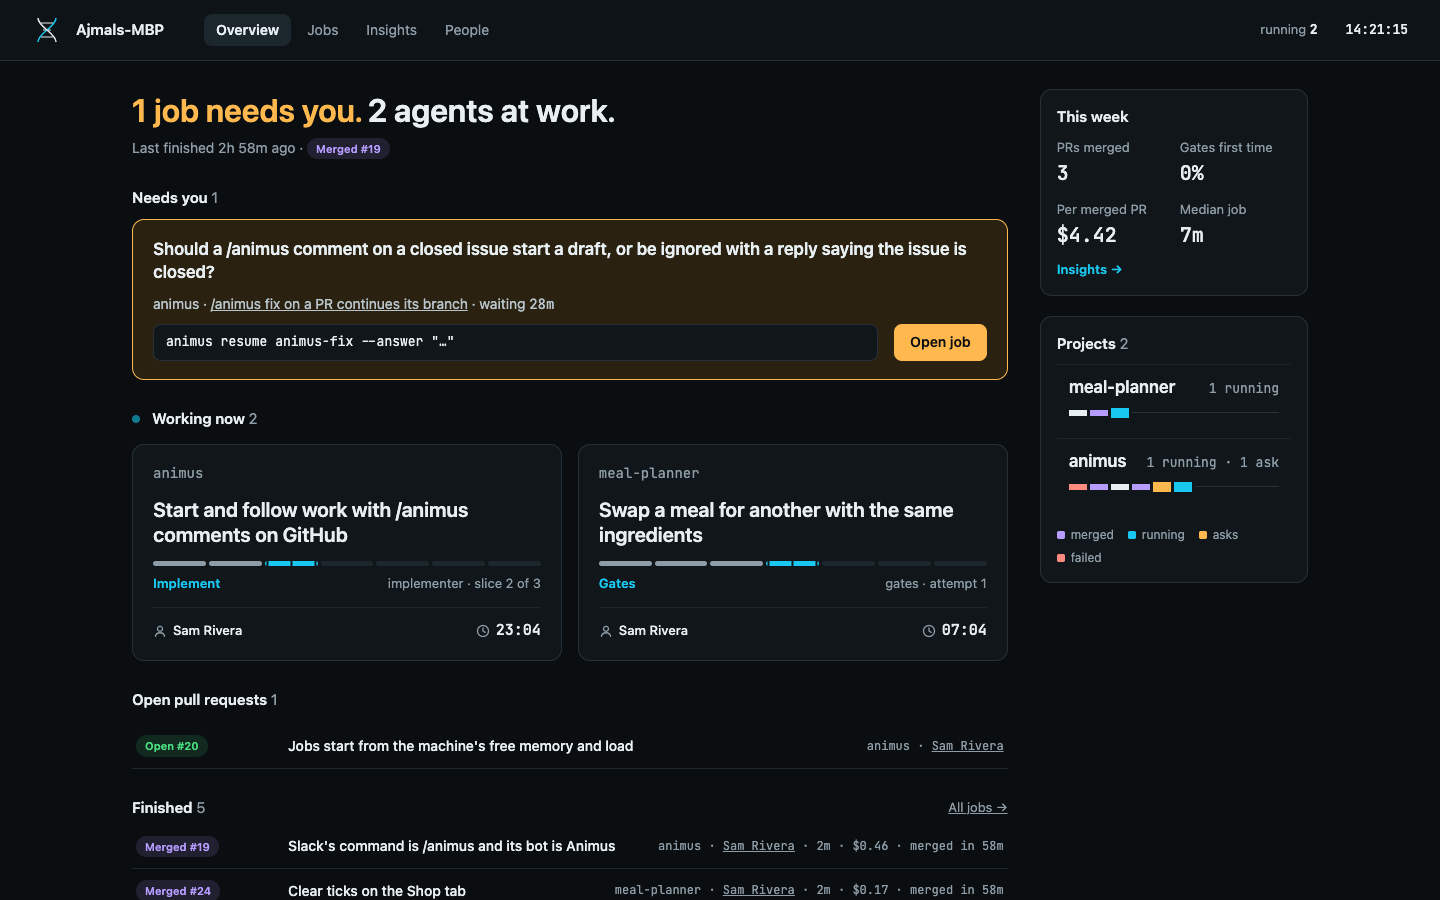 Ajmals-MBP
Overview
Jobs
Insights
People
running 2
14:21:15
1 job needs you. 2 agents at work.
Last finished 2h 58m ago · Merged #19
Needs you 1
Should a /animus comment on a closed issue start a draft, or be ignored with a reply saying the issue is
closed?
animus · /animus fix on a PR continues its branch · waiting 28m
animus resume animus-fix --answer "…"
Open job
Working now 2
animus
Start and follow work with /animus
comments on GitHub
Implement
implementer · slice 2 of 3
Sam Rivera
23:04
meal-planner
Swap a meal for another with the same
ingredients
Gates
gates · attempt 1
Sam Rivera
07:04
Open pull requests 1
Open #20
Jobs start from the machine's free memory and load
animus · Sam Rivera
Finished 5
All jobs →
Merged #19
Slack's command is /animus and its bot is Animus
animus · Sam Rivera · 2m · $0.46 · merged in 58m
Merged #24
Clear ticks on the Shop tab
meal-planner · Sam Rivera · 2m · $0.17 · merged in 58m
This week
PRs merged
3
Gates first time
0%
Per merged PR
$4.42
Median job
7m
Insights →
Projects 2
meal-planner
1 running
animus
1 running · 1 ask
merged
running
asks
failed